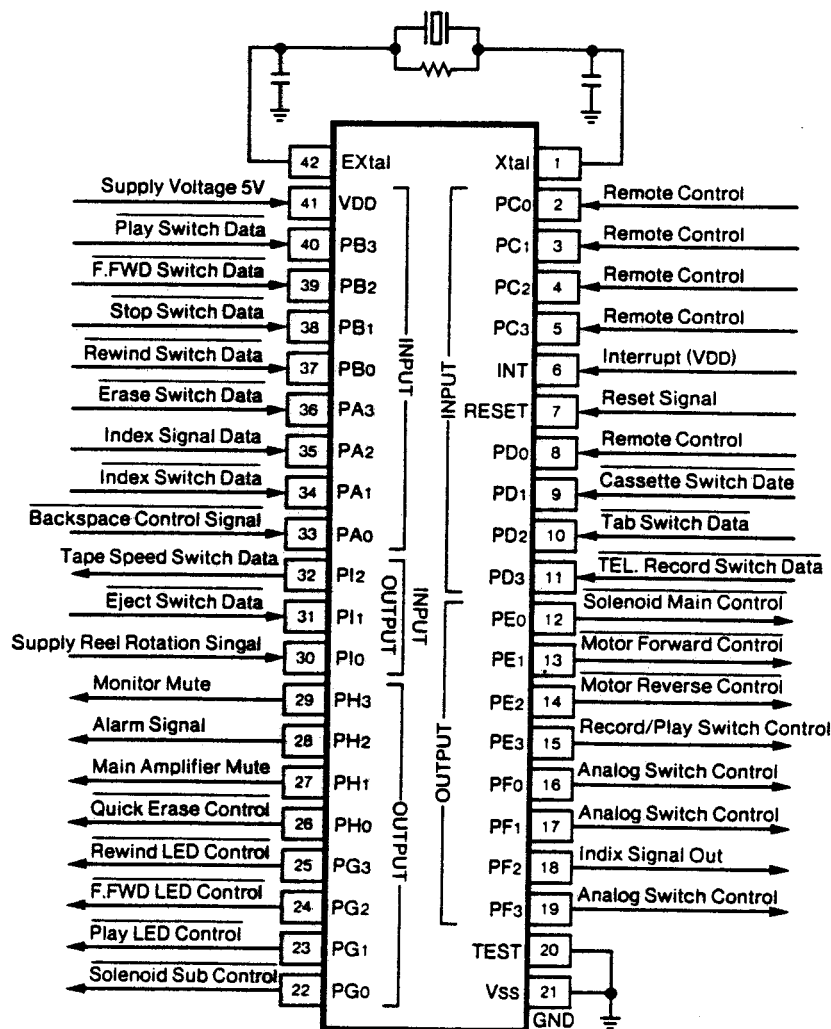 42 EXtal Xtal 1
Supply Voltage 5V 41 VDD PC0 2 Remote Control
Play Switch Data 40 PB3 PC1 3 Remote Control
F.FWD Switch Data 39 PB2 PC2 4 Remote Control
Stop Switch Data 38 PB1 PC3 5 Remote Control
Rewind Switch Data 37 PB0 INPUT INPUT INT 6 Interrupt (VDD)
Erase Switch Data 36 PA3 RESET 7 Reset Signal
Index Signal Data 35 PA2 PD0 8 Remote Control
Index Switch Data 34 PA1 PD1 9 Cassette Switch Date
Backspace Control Signal 33 PA0 PD2 10 Tab Switch Data
Tape Speed Switch Data 32 PI2 PD3 11 TEL. Record Switch Data
Eject Switch Data 31 PI1 OUTPUT INPUT PE0 12 Solenoid Main Control
Supply Reel Rotation Singal 30 PI0 PE1 13 Motor Forward Control
Monitor Mute 29 PH3 PE2 14 Motor Reverse Control
Alarm Signal 28 PH2 PE3 15 Record/Play Switch Control
Main Amplifier Mute 27 PH1 OUTPUT OUTPUT PF0 16 Analog Switch Control
Quick Erase Control 26 PH0 PF1 17 Analog Switch Control
Rewind LED Control 25 PG3 PF2 18 Indix Signal Out
F.FWD LED Control 24 PG2 PF3 19 Analog Switch Control
Play LED Control 23 PG1 TEST 20
Solenoid Sub Control 22 PG0 Vss 21
GND